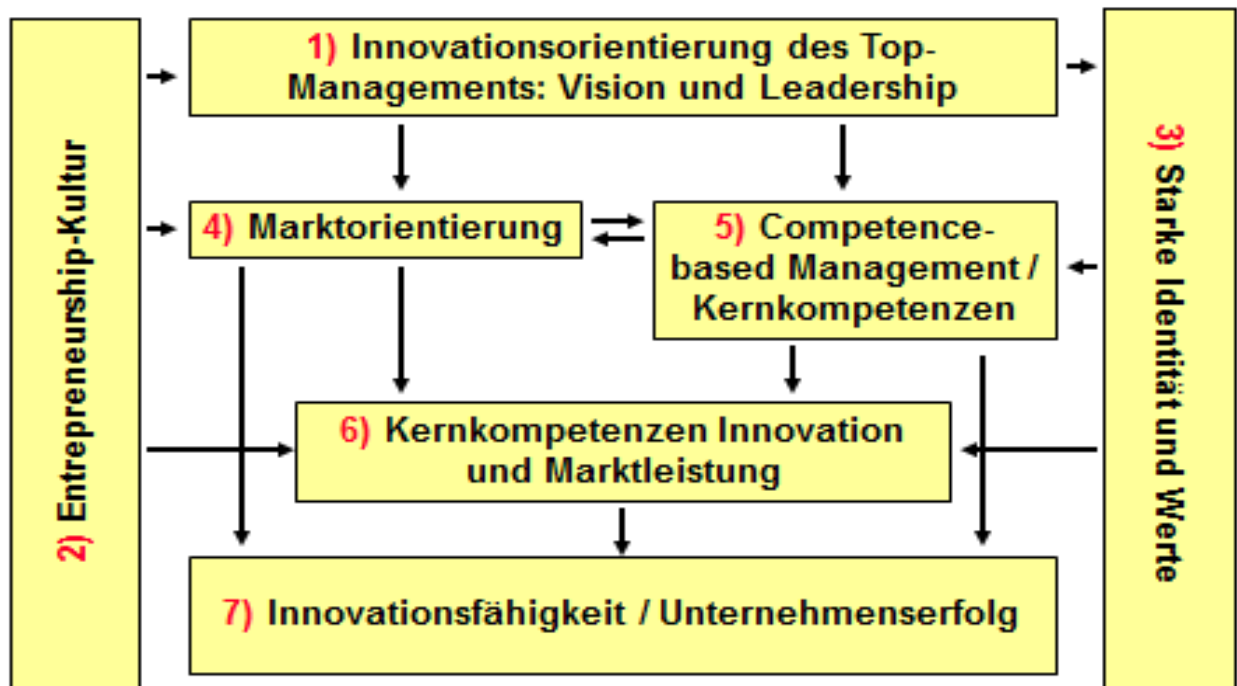 1) Innovationsorientierung des Top-
Managements: Vision und Leadership
2) Entrepreneurship-Kultur
3) Starke Identität und Werte
4) Marktorientierung
5) Competence-
based Management /
Kernkompetenzen
6) Kernkompetenzen Innovation
und Marktleistung
7) Innovationsfähigkeit / Unternehmenserfolg